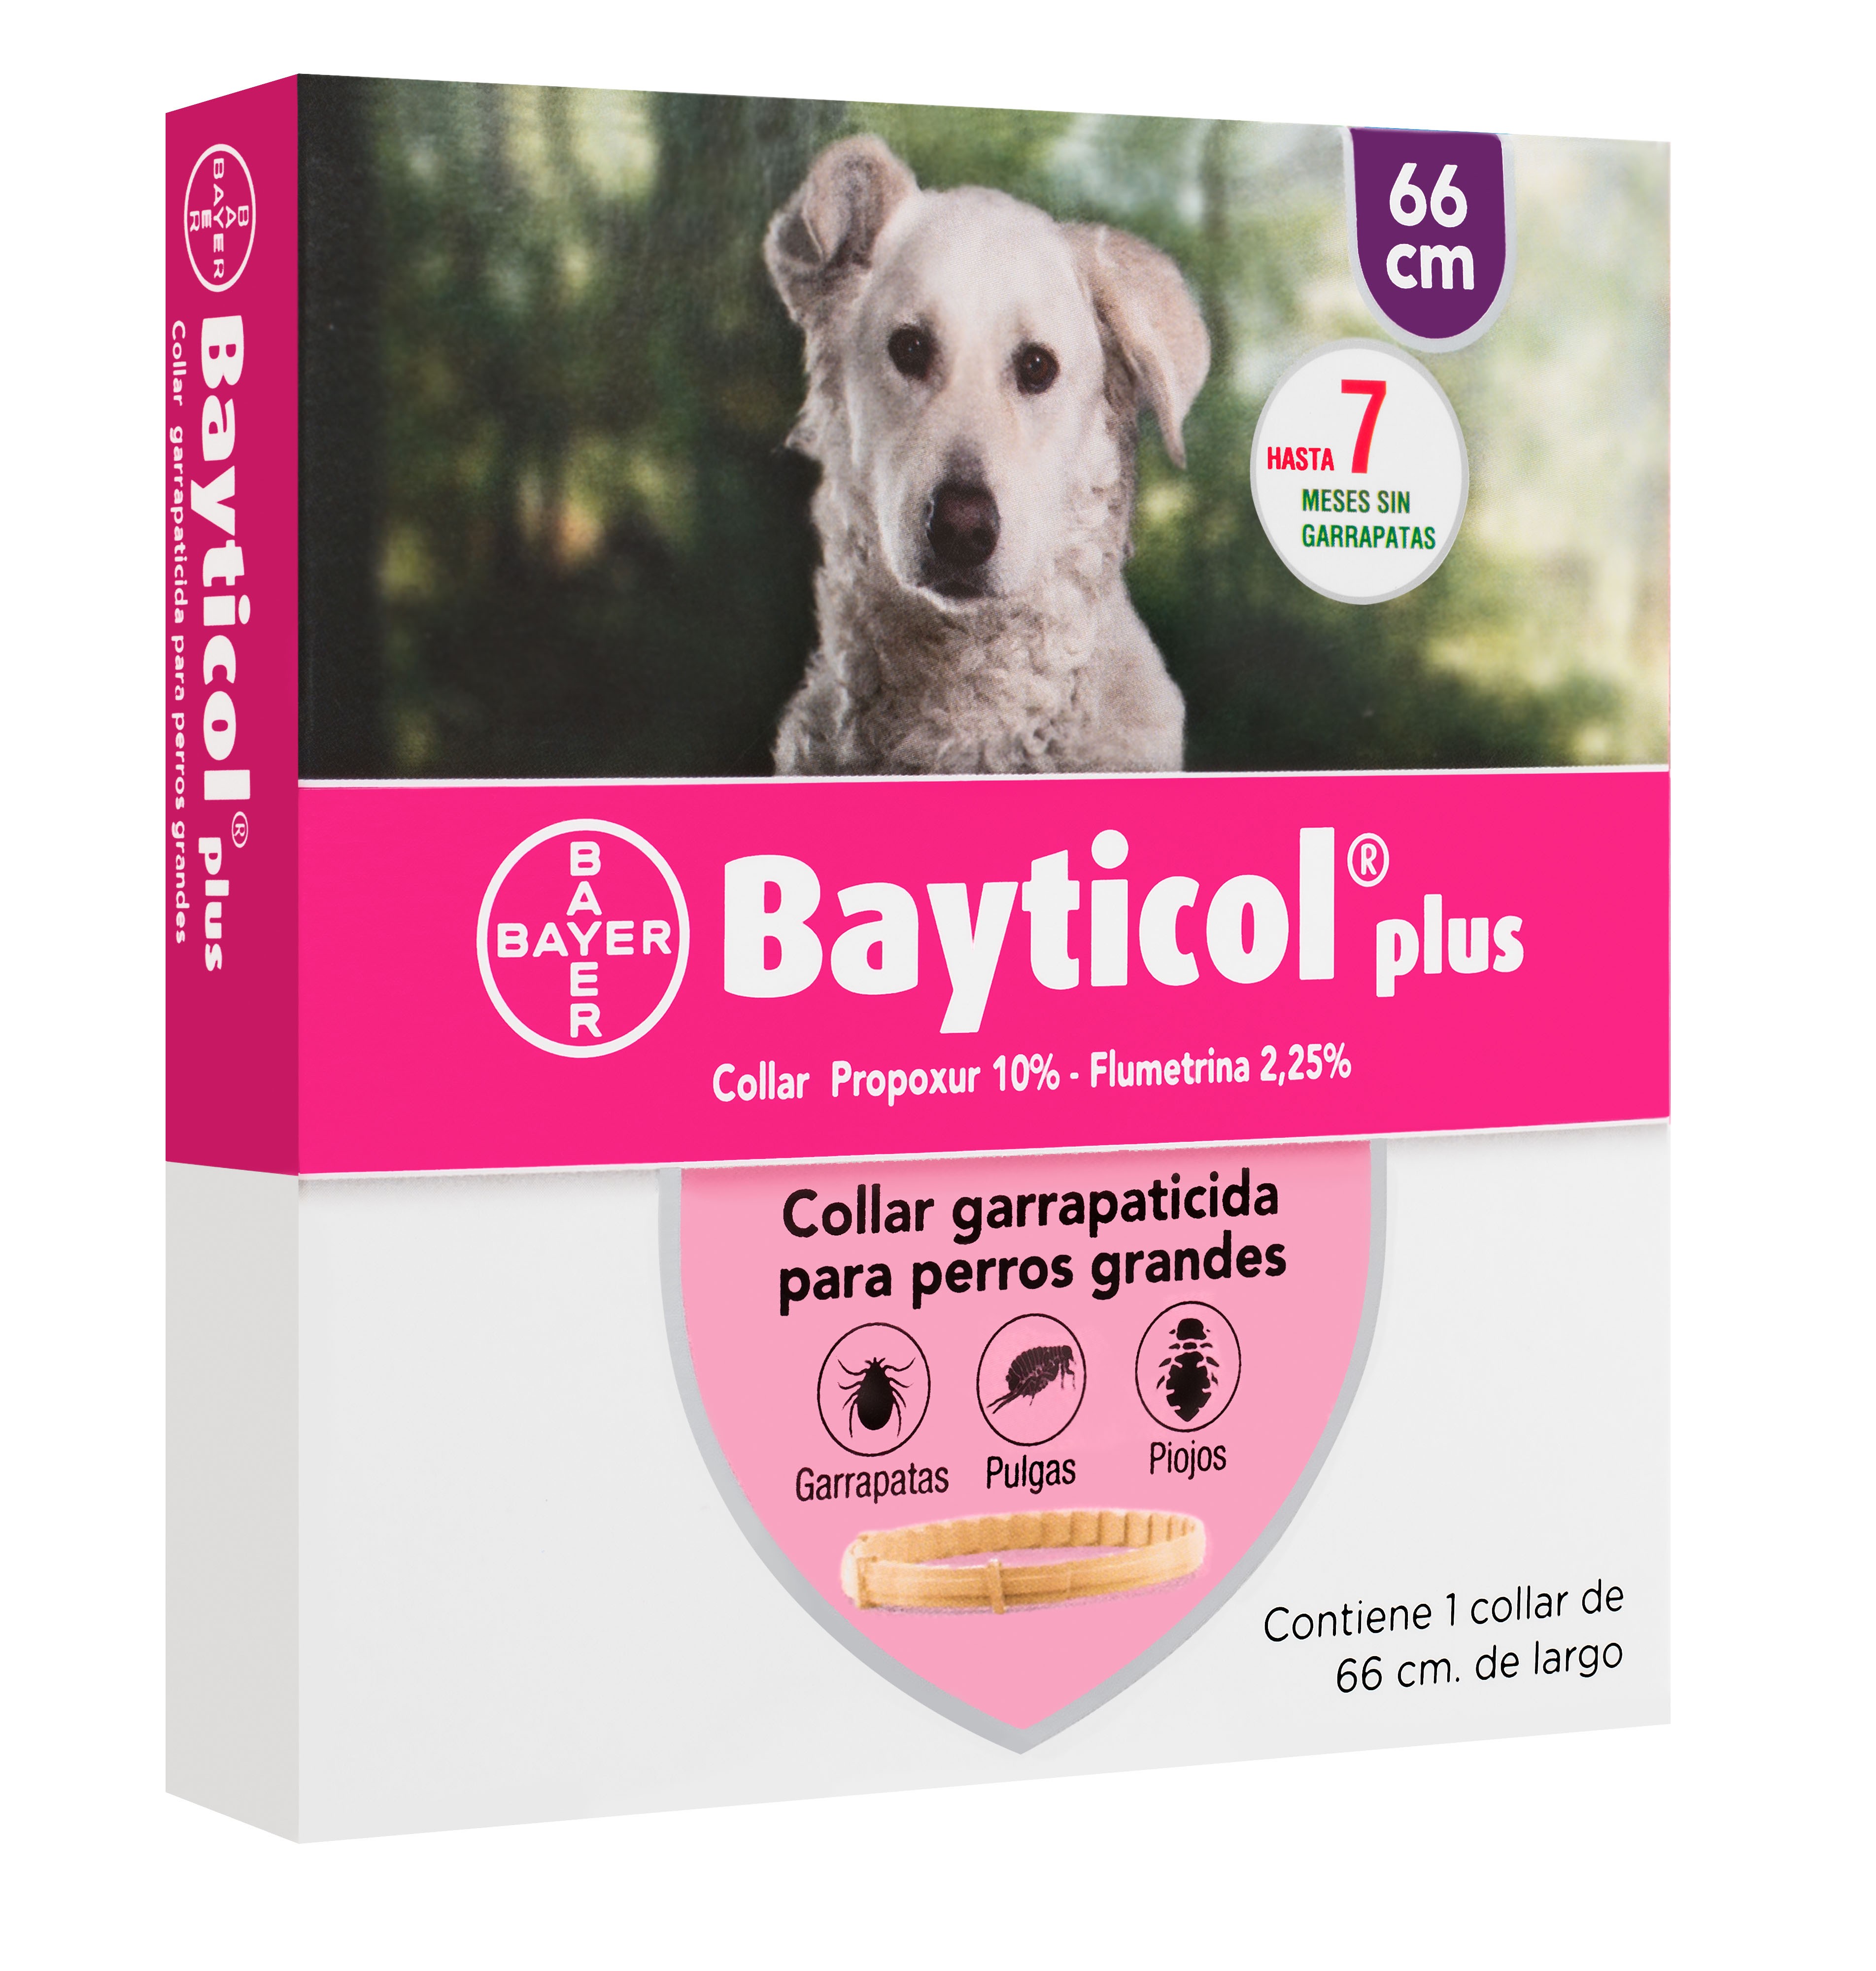 BAYER
BAYER
Bayticol® plus
Collar garrapaticida para perros grandes
66
cm
HASTA 7
MESES SIN
GARRAPATAS
BAYER
BAYER
Bayticol® plus
Collar Propoxur 10% - Flumetrina 2,25%
Collar garrapaticida
para perros grandes
Garrapatas Pulgas Piojos
Contiene 1 collar de
66 cm. de largo